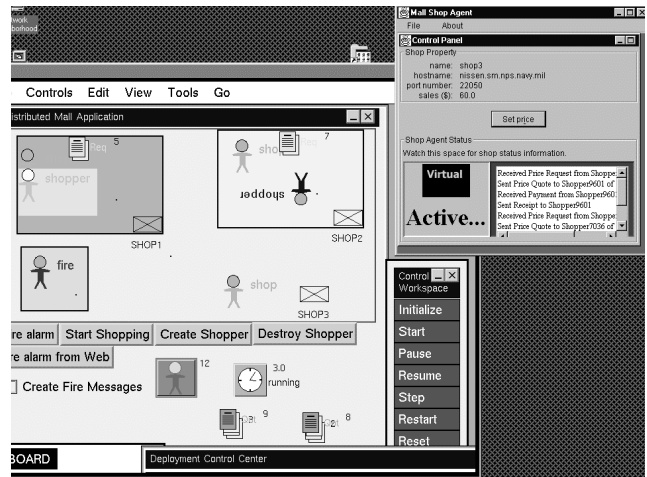 twork
borhood
Mall Shop Agent
File About
Control Panel
Shop Property
name: shop3
hostname: nissen.sm.nps.navy.mil
port number: 22050
sales ($): 60.0
Set price
Shop Agent Status
Watch this space for shop status information.
Virtual
Active...
Received Price Request from Shoppe
Sent Price Quote to Shopper9601 of
Received Payment from Shopper960
Sent Receipt to Shopper9601
Received Price Request from Shoppe
Sent Price Quote to Shopper7036 of
Controls Edit View Tools Go
istributed Mall Application
5
Req
shopper
SHOP1
7
shop
shopper
SHOP2
fire
shop
SHOP3
re alarm Start Shopping Create Shopper Destroy Shopper
re alarm from Web
Create Fire Messages
12
3.0
running
9
8
Control
Workspace
Initialize
Start
Pause
Resume
Step
Restart
Reset
BOARD
Deployment Control Center